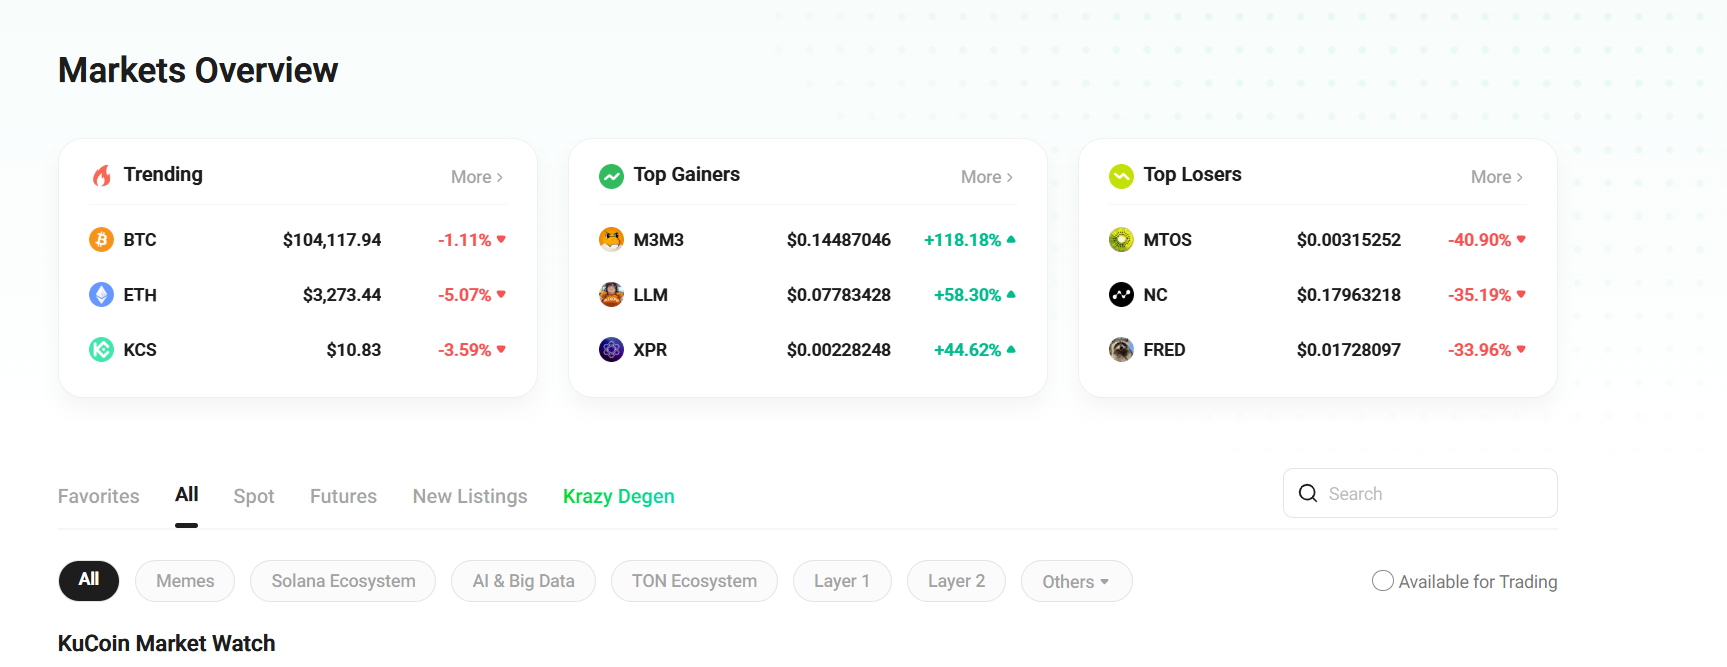 Markets Overview
Trending More >
BTC $104,117.94 -1.11%
ETH $3,273.44 -5.07%
KCS $10.83 -3.59%
Top Gainers More >
M3M3 $0.14487046 +118.18%
LLM $0.07783428 +58.30%
XPR $0.00228248 +44.62%
Top Losers More >
MTOS $0.00315252 -40.90%
NC $0.17963218 -35.19%
FRED $0.01728097 -33.96%
Favorites All Spot Futures New Listings Krazy Degen Search
All Memes Solana Ecosystem AI & Big Data TON Ecosystem Layer 1 Layer 2 Others Available for Trading
KuCoin Market Watch